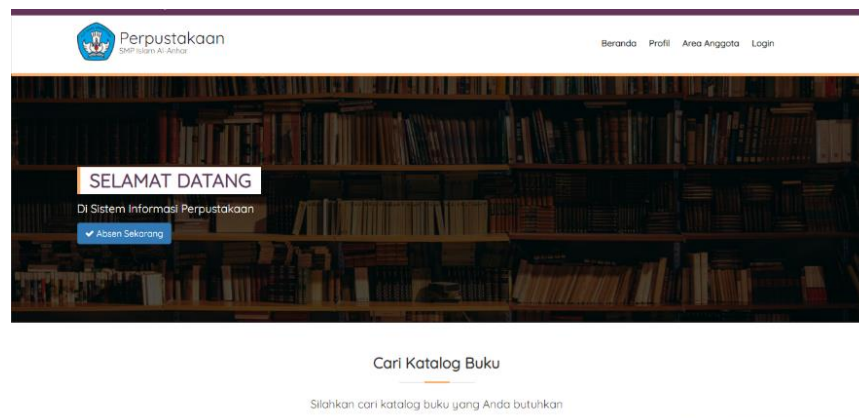 Perpustakaan
SMP Islam Al-Anhar
Beranda Profil Area Anggota Login
SELAMAT DATANG
Di Sistem Informasi Perpustakaan
Absen Sekarang
Cari Katalog Buku
Silahkan cari katalog buku yang Anda butuhkan